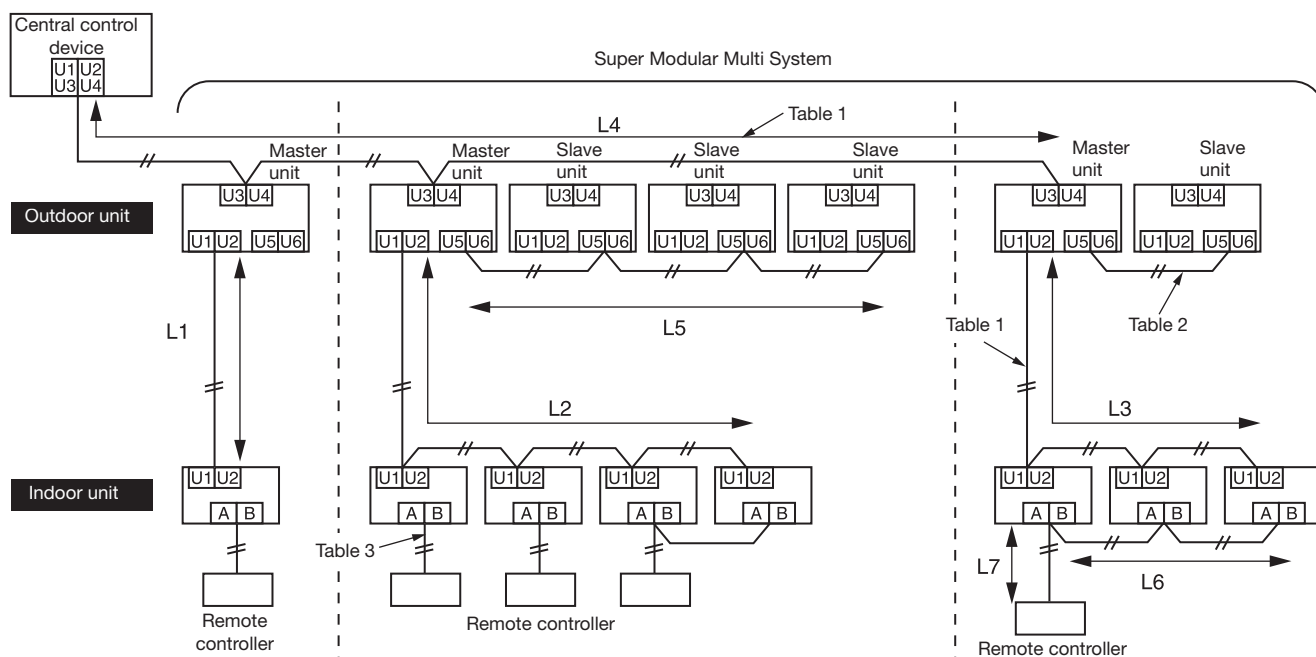 Central control
device
U1 U2
U3 U4
Super Modular Multi System
L4
Table 1
Master
unit
Master
unit
Slave
unit
Slave
unit
Slave
unit
Master
unit
Slave
unit
U3 U4
U3 U4
U3 U4
U3 U4
U3 U4
U3 U4
U3 U4
Outdoor unit
U1 U2 U5 U6
U1 U2 U5 U6
U1 U2 U5 U6
U1 U2 U5 U6
U1 U2 U5 U6
U1 U2 U5 U6
U1 U2 U5 U6
L1
L5
Table 1
Table 2
L2
L3
Indoor unit
U1 U2
U1 U2
U1 U2
U1 U2
U1 U2
U1 U2
U1 U2
U1 U2
A B
A B
A B
A B
A B
A B
A B
A B
Table 3
L7
L6
Remote
controller
Remote controller
Remote controller